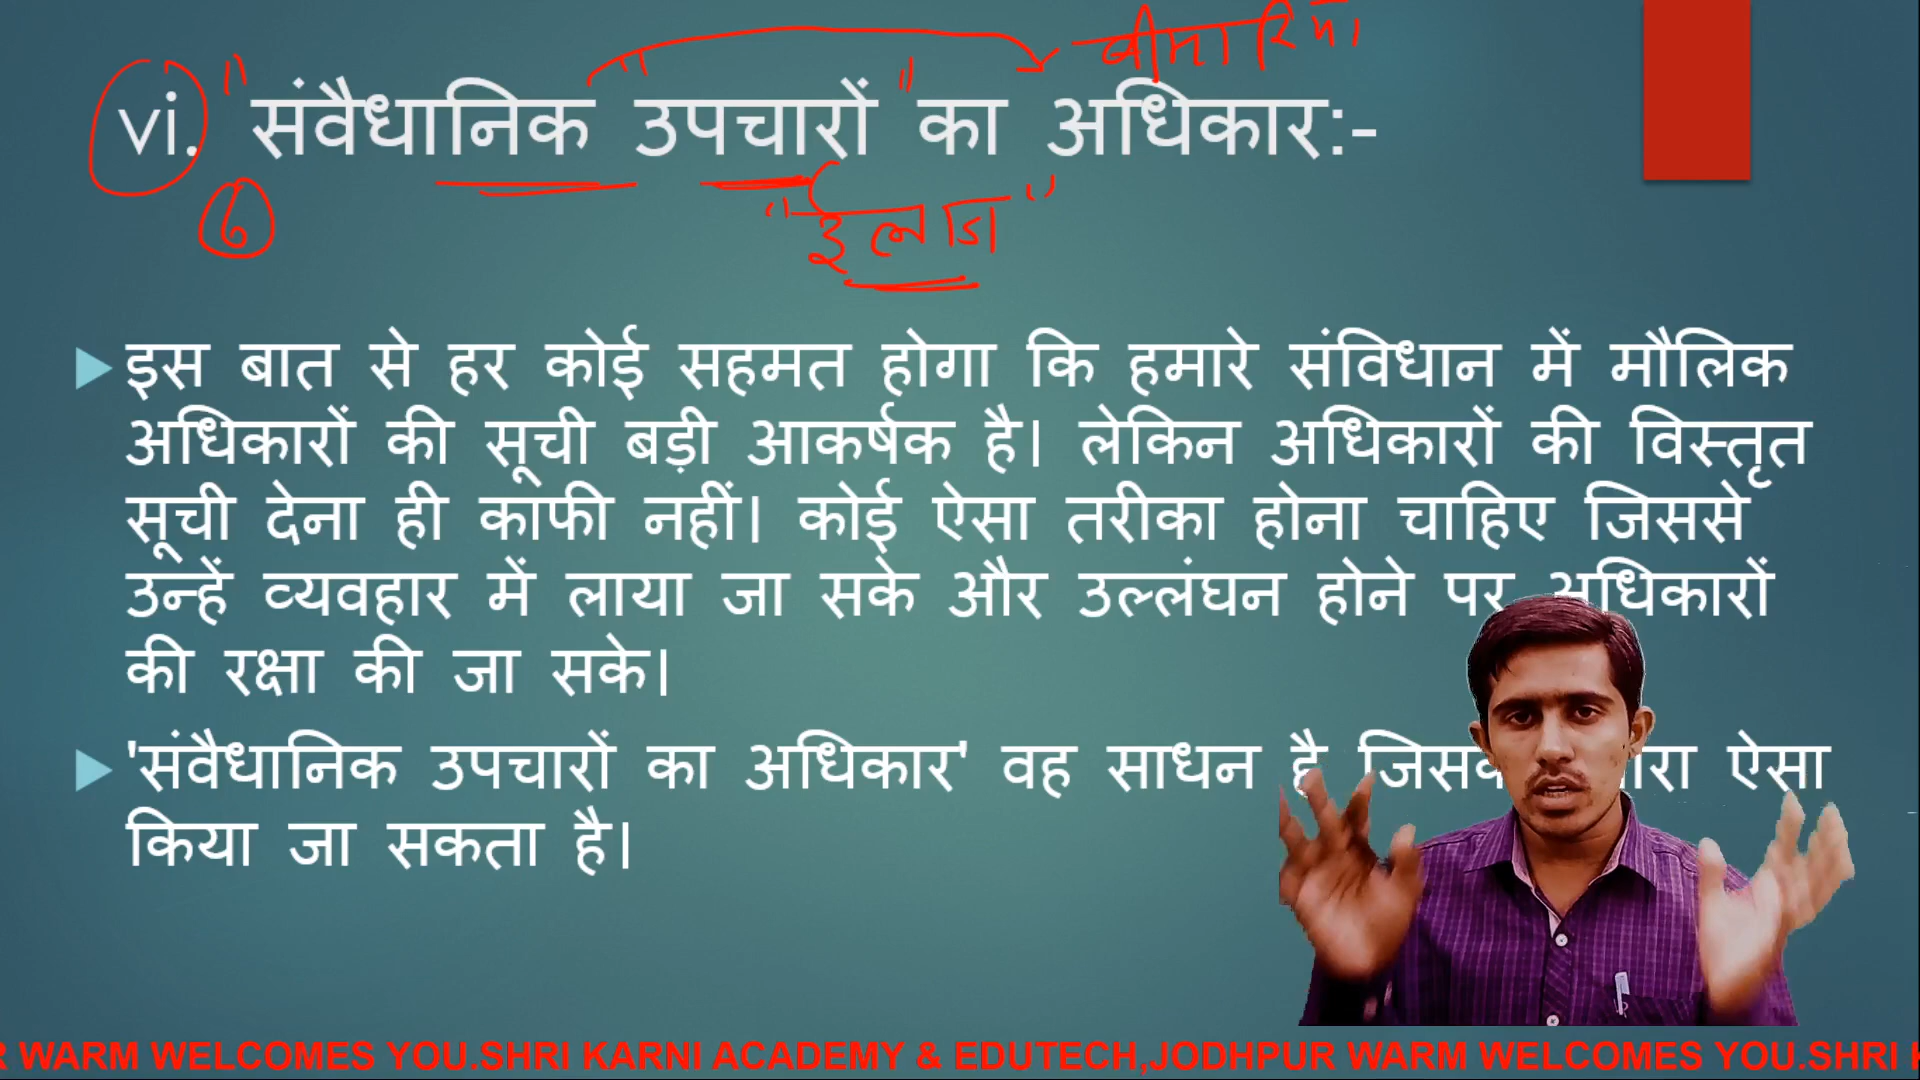 बीमारियां
vi. "संवैधानिक उपचारों" का अधिकार:-
6
"इलाज"
इस बात से हर कोई सहमत होगा कि हमारे संविधान में मौलिक
अधिकारों की सूची बड़ी आकर्षक है। लेकिन अधिकारों की विस्तृत
सूची देना ही काफी नहीं। कोई ऐसा तरीका होना चाहिए जिससे
उन्हें व्यवहार में लाया जा सके और उल्लंघन होने पर अधिकारों
की रक्षा की जा सके।
'संवैधानिक उपचारों का अधिकार' वह साधन है ऐसा
किया जा सकता है।
R WARM WELCOMES YOU.SHRI KARNI ACADEMY & EDUTECH,JODHPUR WARM WELCOMES YOU.SHRI